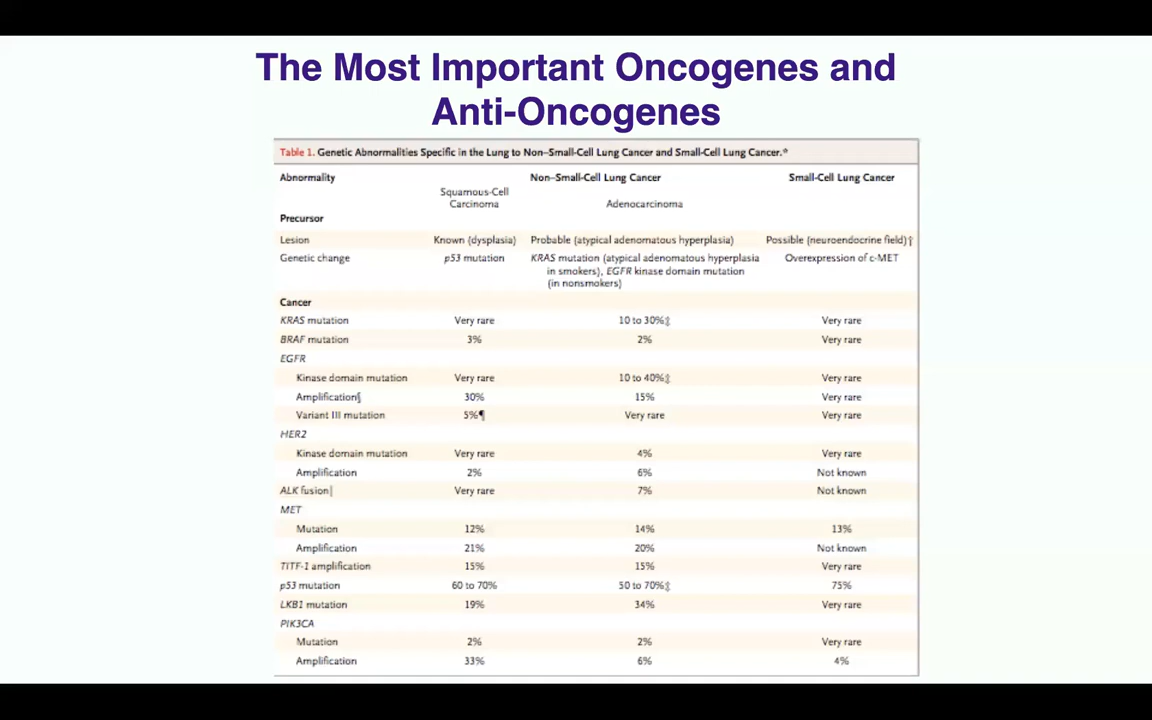 The Most Important Oncogenes and
Anti-Oncogenes
Table 1. Genetic Abnormalities Specific in the Lung to Non–Small-Cell Lung Cancer and Small-Cell Lung Cancer.*
Abnormality Non–Small-Cell Lung Cancer Small-Cell Lung Cancer
Squamous-Cell
Carcinoma Adenocarcinoma
Precursor
Lesion Known (dysplasia) Probable (atypical adenomatous hyperplasia) Possible (neuroendocrine field)†
Genetic change p53 mutation KRAS mutation (atypical adenomatous hyperplasia Overexpression of c-MET
in smokers), EGFR kinase domain mutation
(in nonsmokers)
Cancer
KRAS mutation Very rare 10 to 30%‡ Very rare
BRAF mutation 3% 2% Very rare
EGFR
Kinase domain mutation Very rare 10 to 40%‡ Very rare
Amplification§ 30% 15% Very rare
Variant III mutation 5%¶ Very rare Very rare
HER2
Kinase domain mutation Very rare 4% Very rare
Amplification 2% 6% Not known
ALK fusion‖ Very rare 7% Not known
MET
Mutation 12% 14% 13%
Amplification 21% 20% Not known
TITF-1 amplification 15% 15% Very rare
p53 mutation 60 to 70% 50 to 70%‡ 75%
LKB1 mutation 19% 34% Very rare
PIK3CA
Mutation 2% 2% Very rare
Amplification 33% 6% 4%